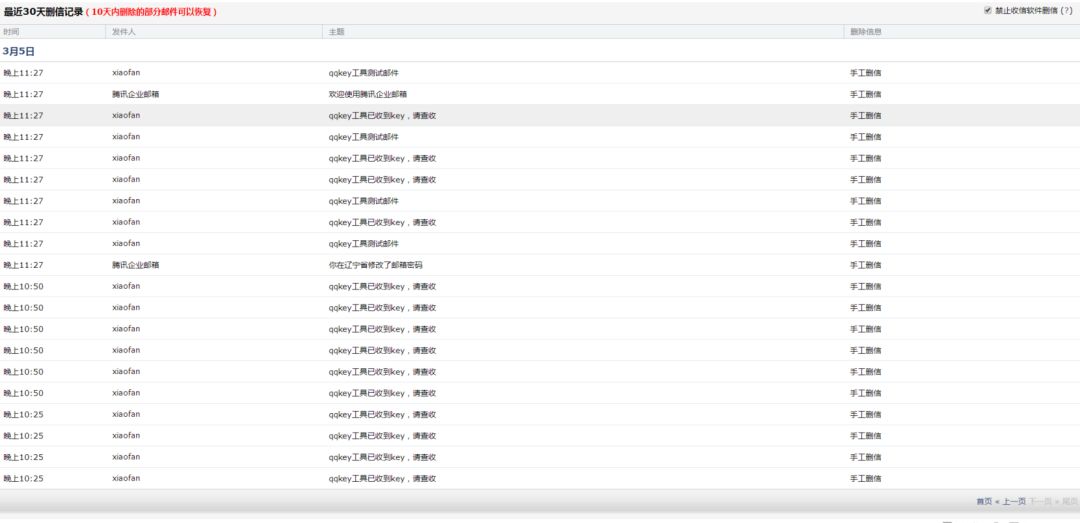 最近30天删信记录（10天内删除的部分邮件可以恢复） 禁止收信软件删信 (?)
时间 发件人 主题 删除信息
3月5日
晚上11:27 xiaofan qqkey工具测试邮件 手工删信
晚上11:27 腾讯企业邮箱 欢迎使用腾讯企业邮箱 手工删信
晚上11:27 xiaofan qqkey工具已收到key，请查收 手工删信
晚上11:27 xiaofan qqkey工具测试邮件 手工删信
晚上11:27 xiaofan qqkey工具已收到key，请查收 手工删信
晚上11:27 xiaofan qqkey工具已收到key，请查收 手工删信
晚上11:27 xiaofan qqkey工具测试邮件 手工删信
晚上11:27 xiaofan qqkey工具已收到key，请查收 手工删信
晚上11:27 xiaofan qqkey工具测试邮件 手工删信
晚上11:27 腾讯企业邮箱 你在辽宁省修改了邮箱密码 手工删信
晚上10:50 xiaofan qqkey工具已收到key，请查收 手工删信
晚上10:50 xiaofan qqkey工具已收到key，请查收 手工删信
晚上10:50 xiaofan qqkey工具已收到key，请查收 手工删信
晚上10:50 xiaofan qqkey工具已收到key，请查收 手工删信
晚上10:50 xiaofan qqkey工具已收到key，请查收 手工删信
晚上10:50 xiaofan qqkey工具已收到key，请查收 手工删信
晚上10:25 xiaofan qqkey工具已收到key，请查收 手工删信
晚上10:25 xiaofan qqkey工具已收到key，请查收 手工删信
晚上10:25 xiaofan qqkey工具已收到key，请查收 手工删信
晚上10:25 xiaofan qqkey工具已收到key，请查收 手工删信
首页 « 上一页 下一页 » 尾页